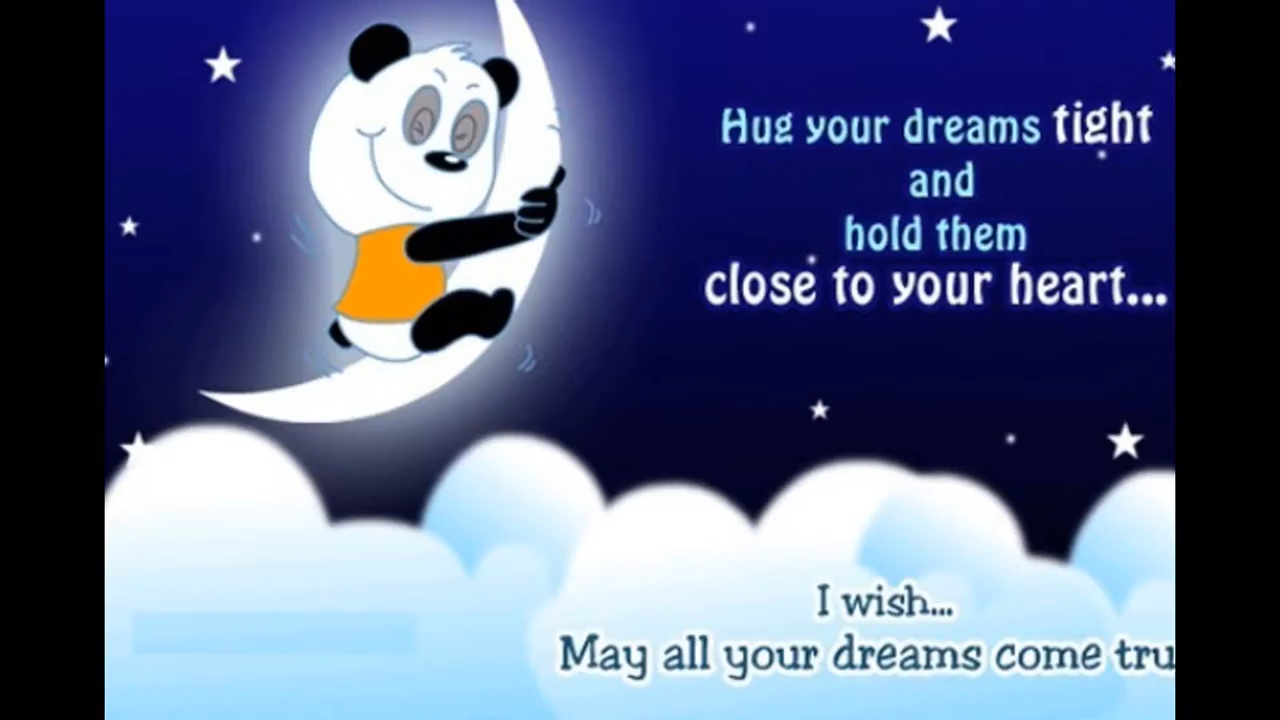 Hug your dreams tight
and
hold them
close to your heart...
I wish...
May all your dreams come tru